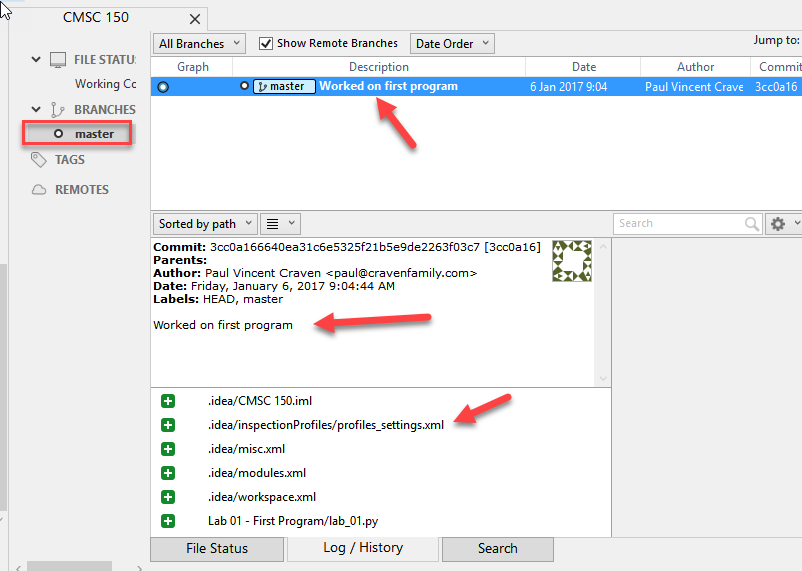 CMSC 150
All Branches
Show Remote Branches
Date Order
Jump to:
FILE STATU
Working Co
BRANCHES
master
TAGS
REMOTES
Graph
Description
Date
Author
Commit
master
Worked on first program
6 Jan 2017 9:04
Paul Vincent Crave
3cc0a16
Sorted by path
Search
Commit: 3cc0a166640ea31c6e5325f21b5e9de2263f03c7 [3cc0a16]
Parents:
Author: Paul Vincent Craven <paul@cravenfamily.com>
Date: Friday, January 6, 2017 9:04:44 AM
Labels: HEAD, master
Worked on first program
.idea/CMSC 150.iml
.idea/inspectionProfiles/profiles_settings.xml
.idea/misc.xml
.idea/modules.xml
.idea/workspace.xml
Lab 01 - First Program/lab_01.py
File Status
Log / History
Search